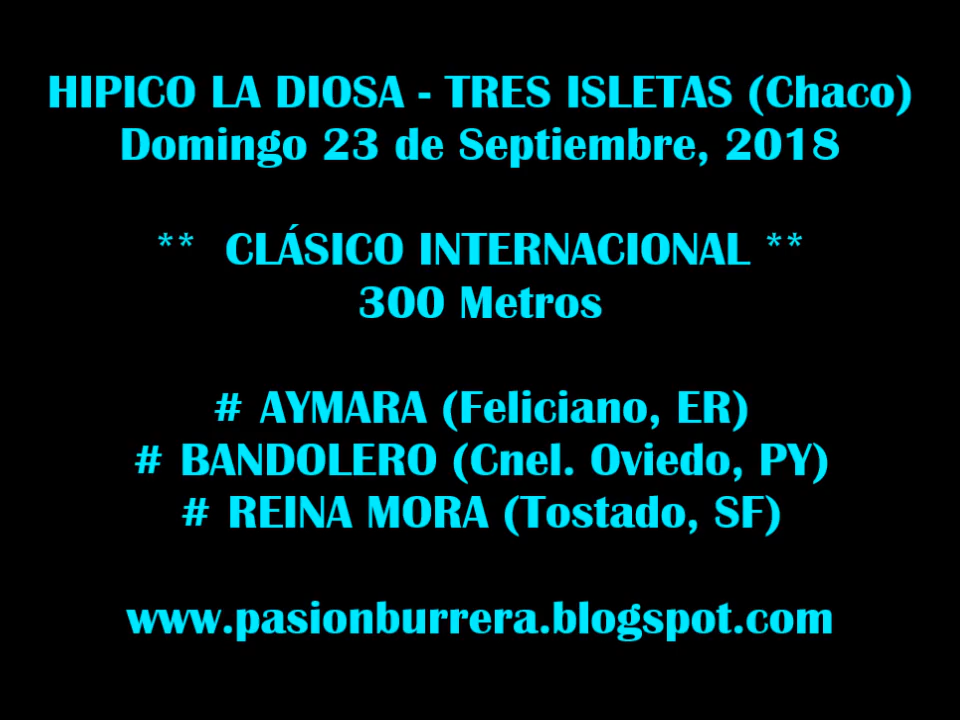 HIPICO LA DIOSA - TRES ISLETAS (Chaco)
Domingo 23 de Septiembre, 2018
** CLÁSICO INTERNACIONAL **
300 Metros
# AYMARA (Feliciano, ER)
# BANDOLERO (Cnel. Oviedo, PY)
# REINA MORA (Tostado, SF)
www.pasionburrera.blogspot.com